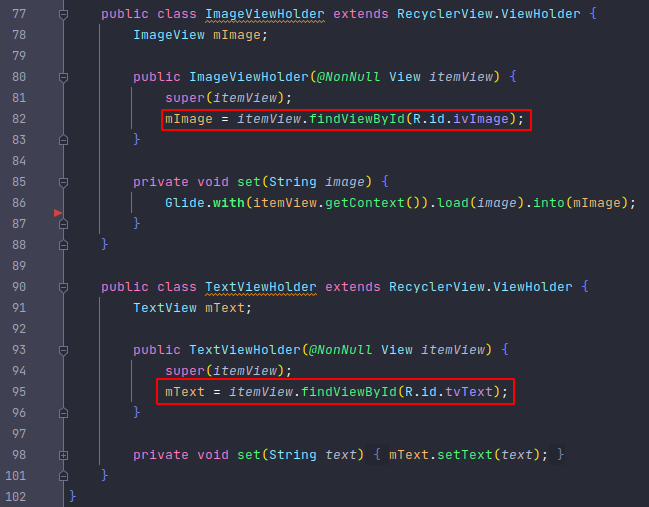 77 public class ImageViewHolder extends RecyclerView.ViewHolder {
78 ImageView mImage;
79
80 public ImageViewHolder(@NonNull View itemView) {
81 super(itemView);
82 mImage = itemView.findViewById(R.id.ivImage);
83 }
84
85 private void set(String image) {
86 Glide.with(itemView.getContext()).load(image).into(mImage);
87 }
88 }
89
90 public class TextViewHolder extends RecyclerView.ViewHolder {
91 TextView mText;
92
93 public TextViewHolder(@NonNull View itemView) {
94 super(itemView);
95 mText = itemView.findViewById(R.id.tvText);
96 }
97
98 private void set(String text) { mText.setText(text); }
101 }
102 }